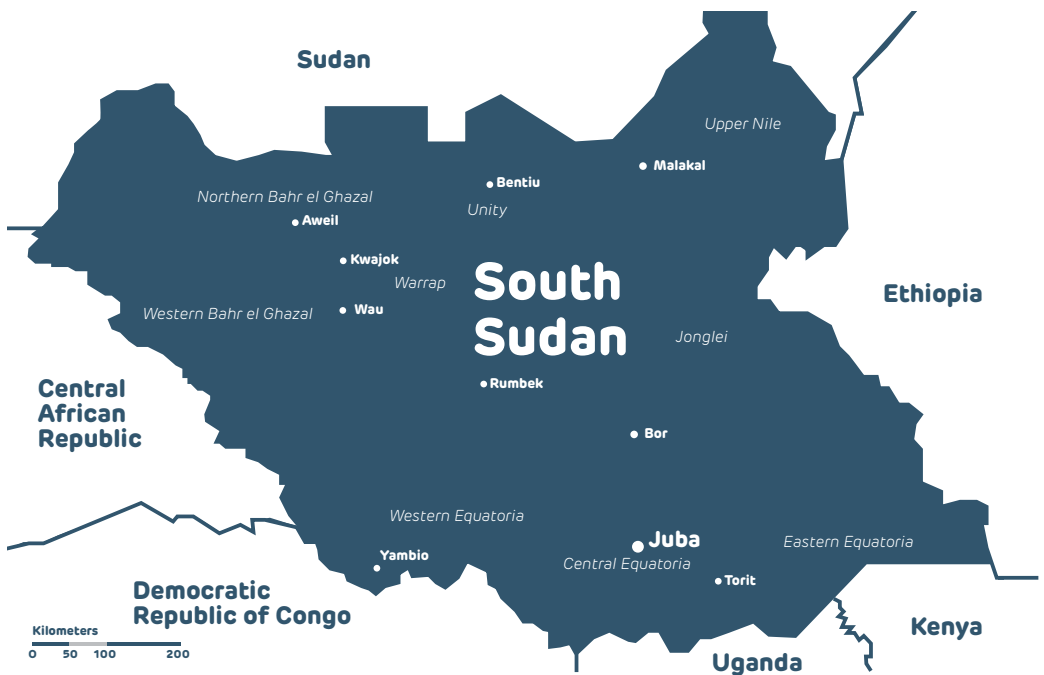 Sudan
Upper Nile
Malakal
Bentiu
Northern Bahr el Ghazal
Unity
Aweil
Kwajok
South
Sudan
Warrap
Ethiopia
Western Bahr el Ghazal
Wau
Jonglei
Rumbek
Central
African
Republic
Bor
Western Equatoria
Juba
Eastern Equatoria
Yambio
Central Equatoria
Torit
Democratic
Republic of Congo
Kenya
Kilometers
0 50 100 200
Uganda